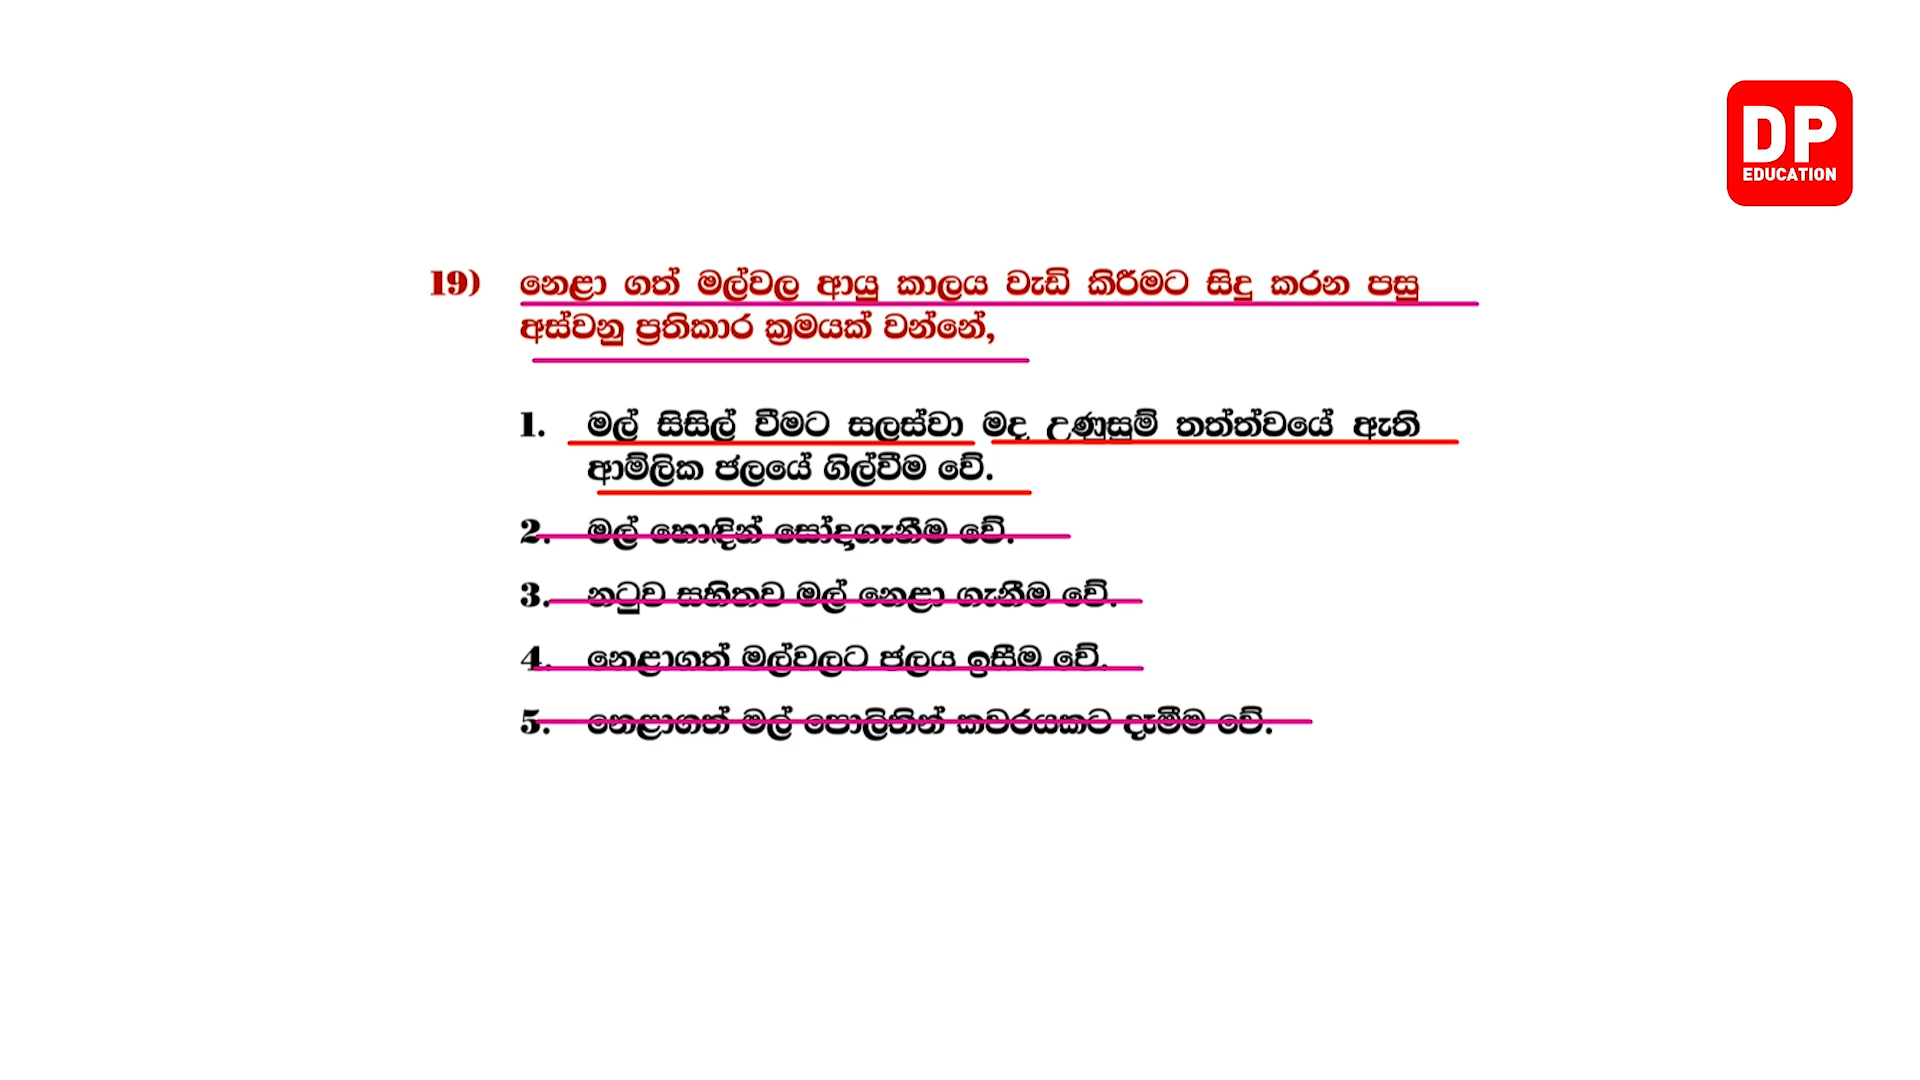 DP
EDUCATION
19) නෙළා ගත් මල්වල ආයු කාලය වැඩි කිරීමට සිදු කරන පසු
අස්වනු ප්‍රතිකාර ක්‍රමයක් වන්නේ,
1. මල් සිසිල් වීමට සලස්වා මද උණුසුම් තත්ත්වයේ ඇති
ආම්ලික ජලයේ ගිල්වීම වේ.
2. මල් හොඳින් සෝදාගැනීම වේ.
3. නටුව සහිතව මල් නෙළා ගැනීම වේ.
4. නෙළාගත් මල්වලට ජලය ඉසීම වේ.
5. නෙළාගත් මල් පොලිතින් කවරයකට දැමීම වේ.